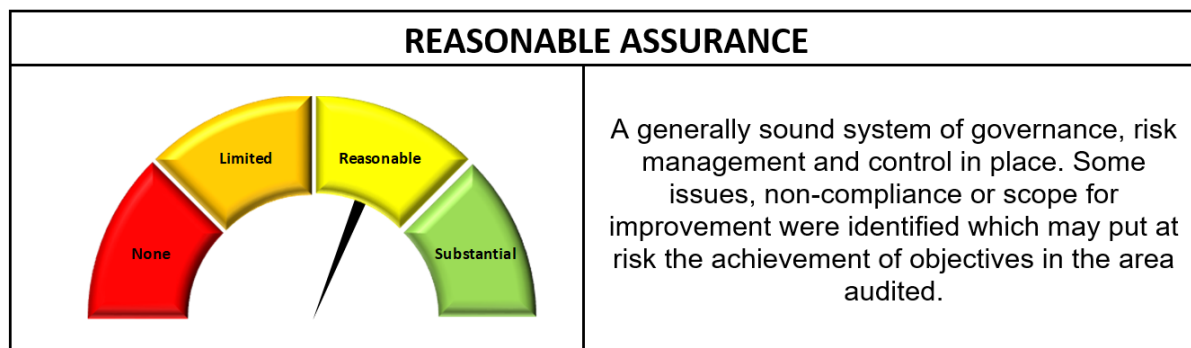 REASONABLE ASSURANCE
Limited
Reasonable
None
Substantial
A generally sound system of governance, risk
management and control in place. Some
issues, non-compliance or scope for
improvement were identified which may put at
risk the achievement of objectives in the area
audited.